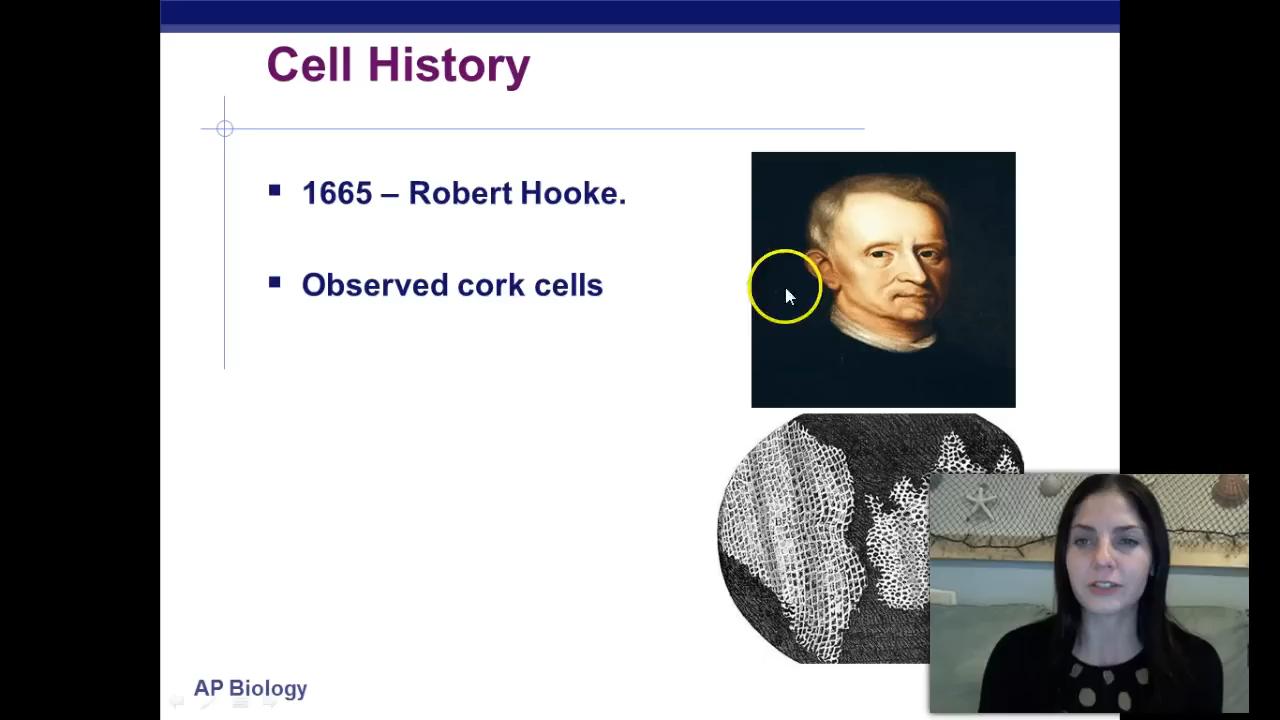 Cell History
1665 – Robert Hooke.
Observed cork cells
AP Biology